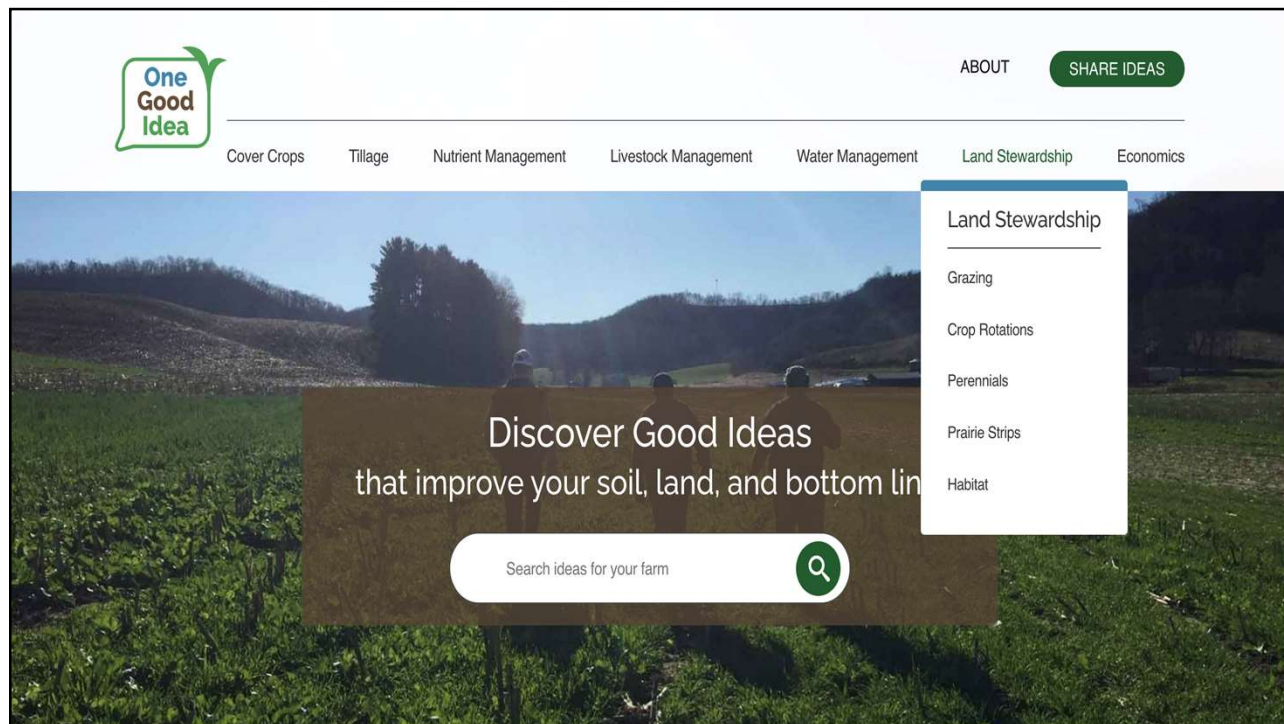 One
Good
Idea
ABOUT
SHARE IDEAS
Cover Crops
Tillage
Nutrient Management
Livestock Management
Water Management
Land Stewardship
Economics
Land Stewardship
Grazing
Crop Rotations
Perennials
Prairie Strips
Habitat
Discover Good Ideas
that improve your soil, land, and bottom lin
Search ideas for your farm